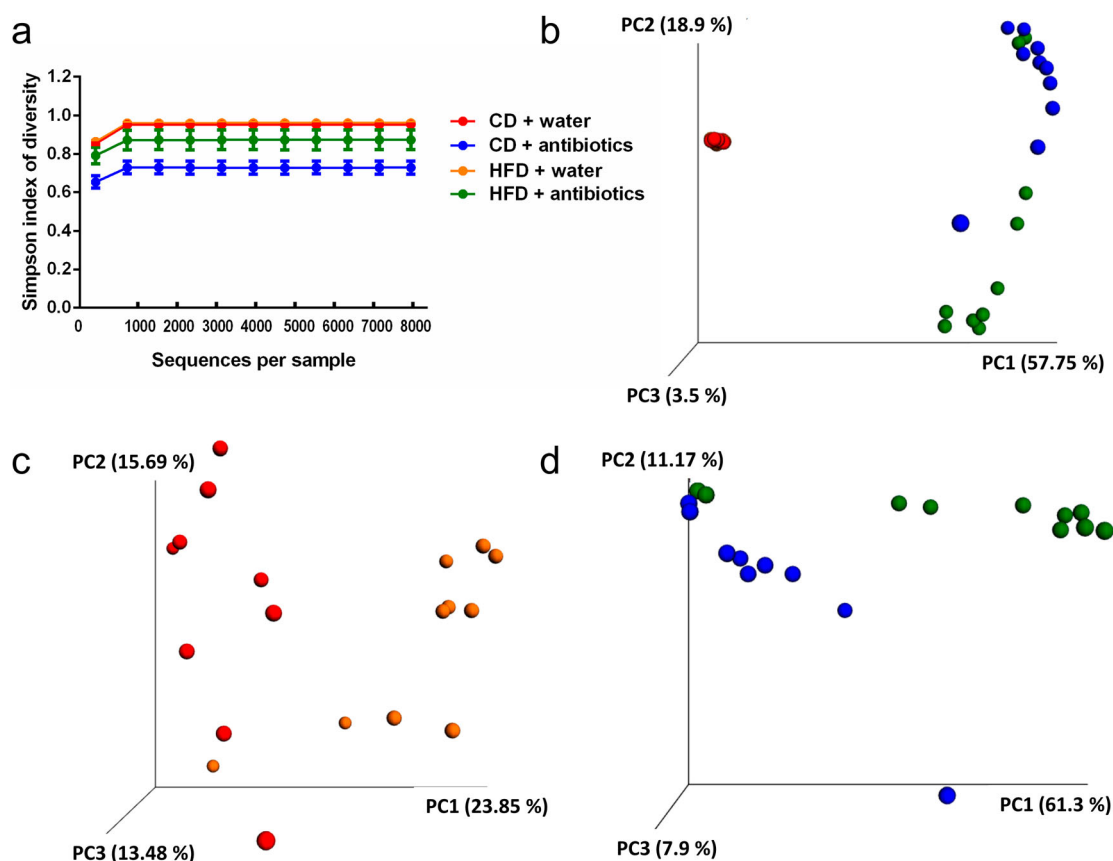 a
Simpson index of diversity
1.2
1.0
0.8
0.6
0.4
0.2
0.0
0 1000 2000 3000 4000 5000 6000 7000 8000
Sequences per sample
CD + water
CD + antibiotics
HFD + water
HFD + antibiotics
b
PC2 (18.9 %)
PC1 (57.75 %)
PC3 (3.5 %)
c
PC2 (15.69 %)
PC1 (23.85 %)
PC3 (13.48 %)
d
PC2 (11.17 %)
PC1 (61.3 %)
PC3 (7.9 %)